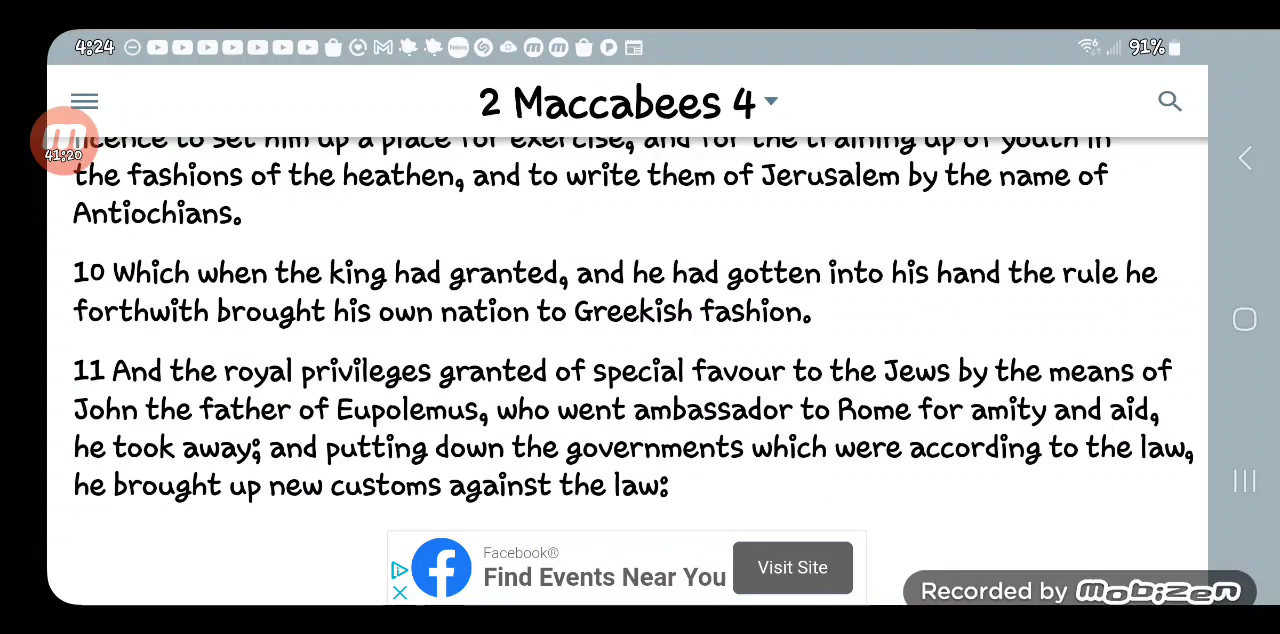 4:24
News
91%
2 Maccabees 4
41:20
licence to set him up a place for exercise, and for the training up of youth in
the fashions of the heathen, and to write them of Jerusalem by the name of
Antiochians.
10 Which when the king had granted, and he had gotten into his hand the rule he
forthwith brought his own nation to Greekish fashion.
11 And the royal privileges granted of special favour to the Jews by the means of
John the father of Eupolemus, who went ambassador to Rome for amity and aid,
he took away; and putting down the governments which were according to the law,
he brought up new customs against the law:
Facebook®
Find Events Near You
Visit Site
Recorded by mobizen